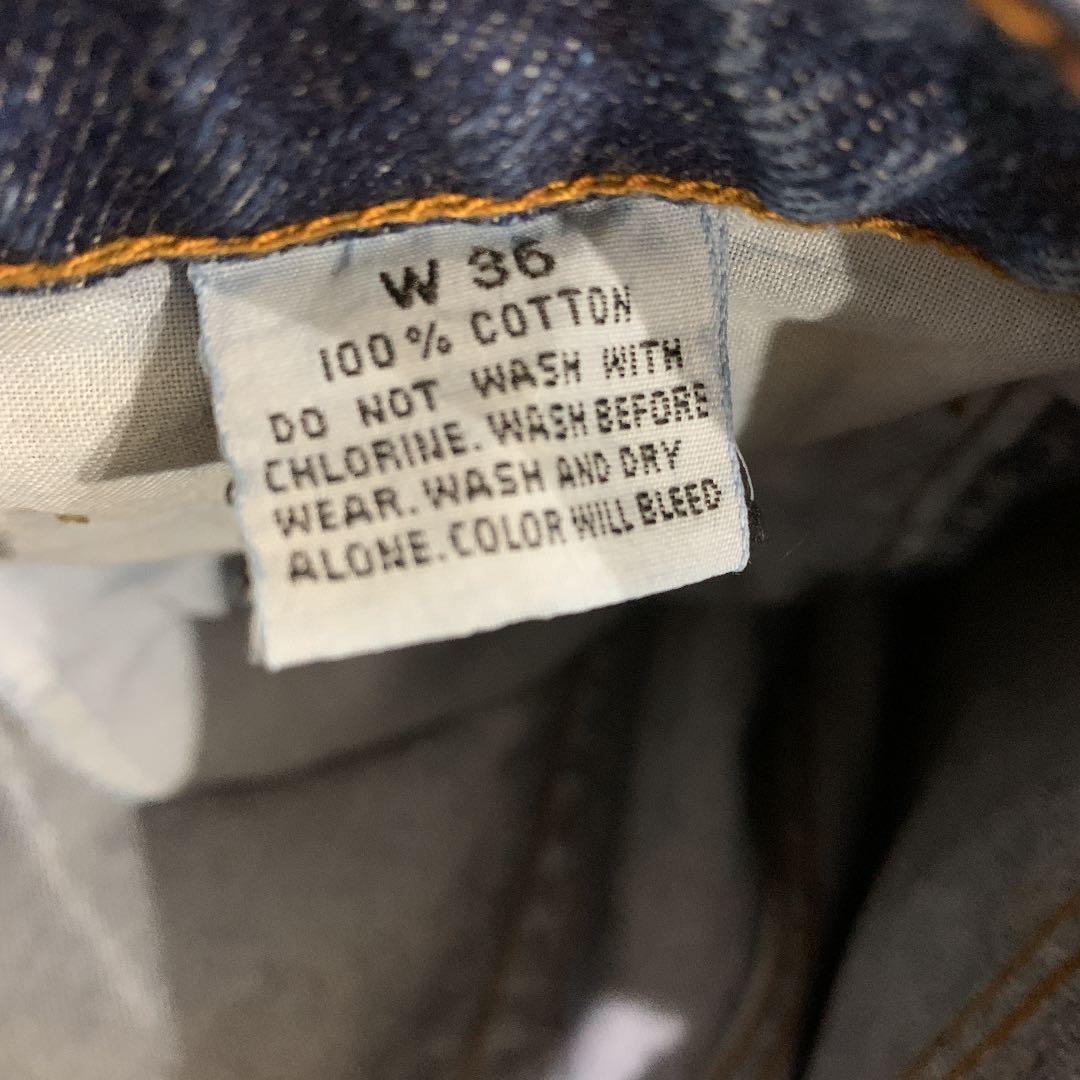 W 36
100% COTTON
DO NOT WASH WITH
CHLORINE. WASH BEFORE
WEAR. WASH AND DRY
ALONE. COLOR WILL BLEED